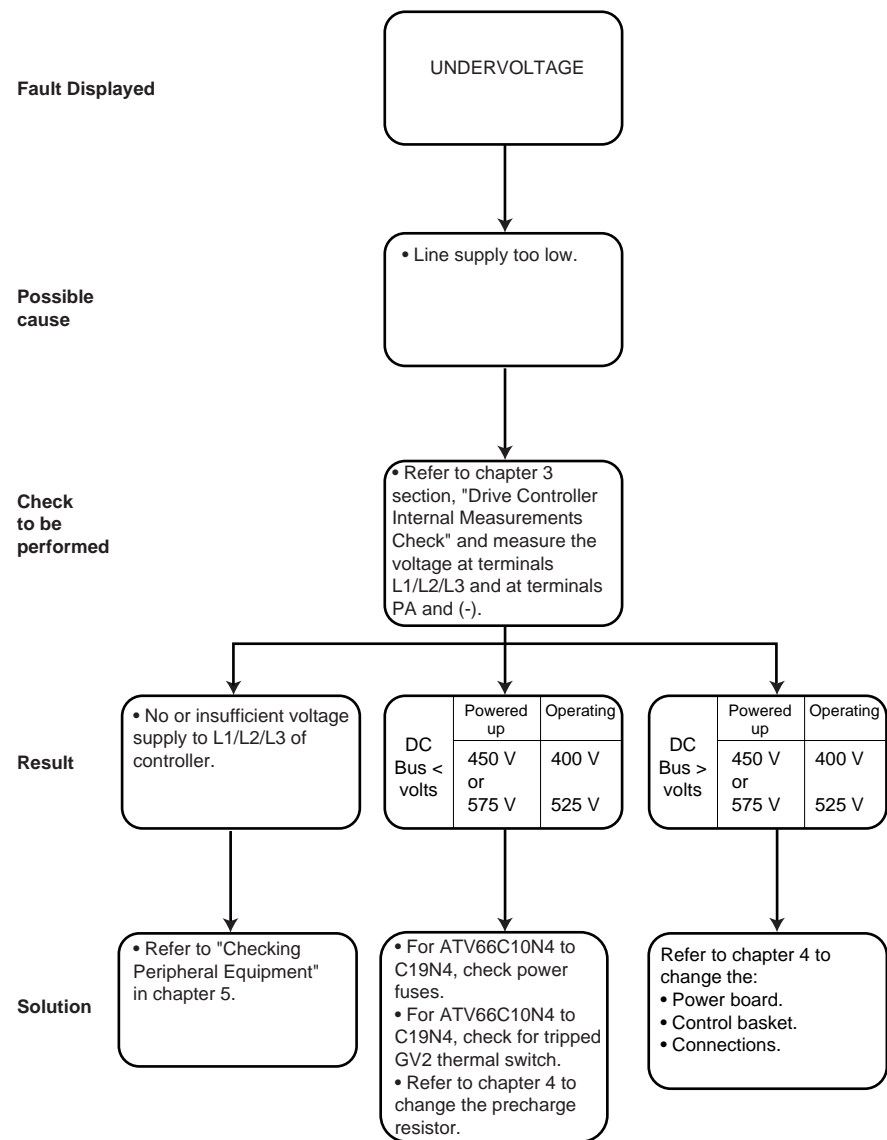 Fault Displayed
UNDERVOLTAGE
Possible
cause
• Line supply too low.
Check
to be
performed
• Refer to chapter 3
section, "Drive Controller
Internal Measurements
Check" and measure the
voltage at terminals
L1/L2/L3 and at terminals
PA and (-).
Result
• No or insufficient voltage
supply to L1/L2/L3 of
controller.
DC
Bus <
volts
Powered
up
Operating
450 V
or
575 V
400 V
525 V
DC
Bus >
volts
Powered
up
Operating
450 V
or
575 V
400 V
525 V
Solution
• Refer to "Checking
Peripheral Equipment"
in chapter 5.
• For ATV66C10N4 to
C19N4, check power
fuses.
• For ATV66C10N4 to
C19N4, check for tripped
GV2 thermal switch.
• Refer to chapter 4 to
change the precharge
resistor.
Refer to chapter 4 to
change the:
• Power board.
• Control basket.
• Connections.